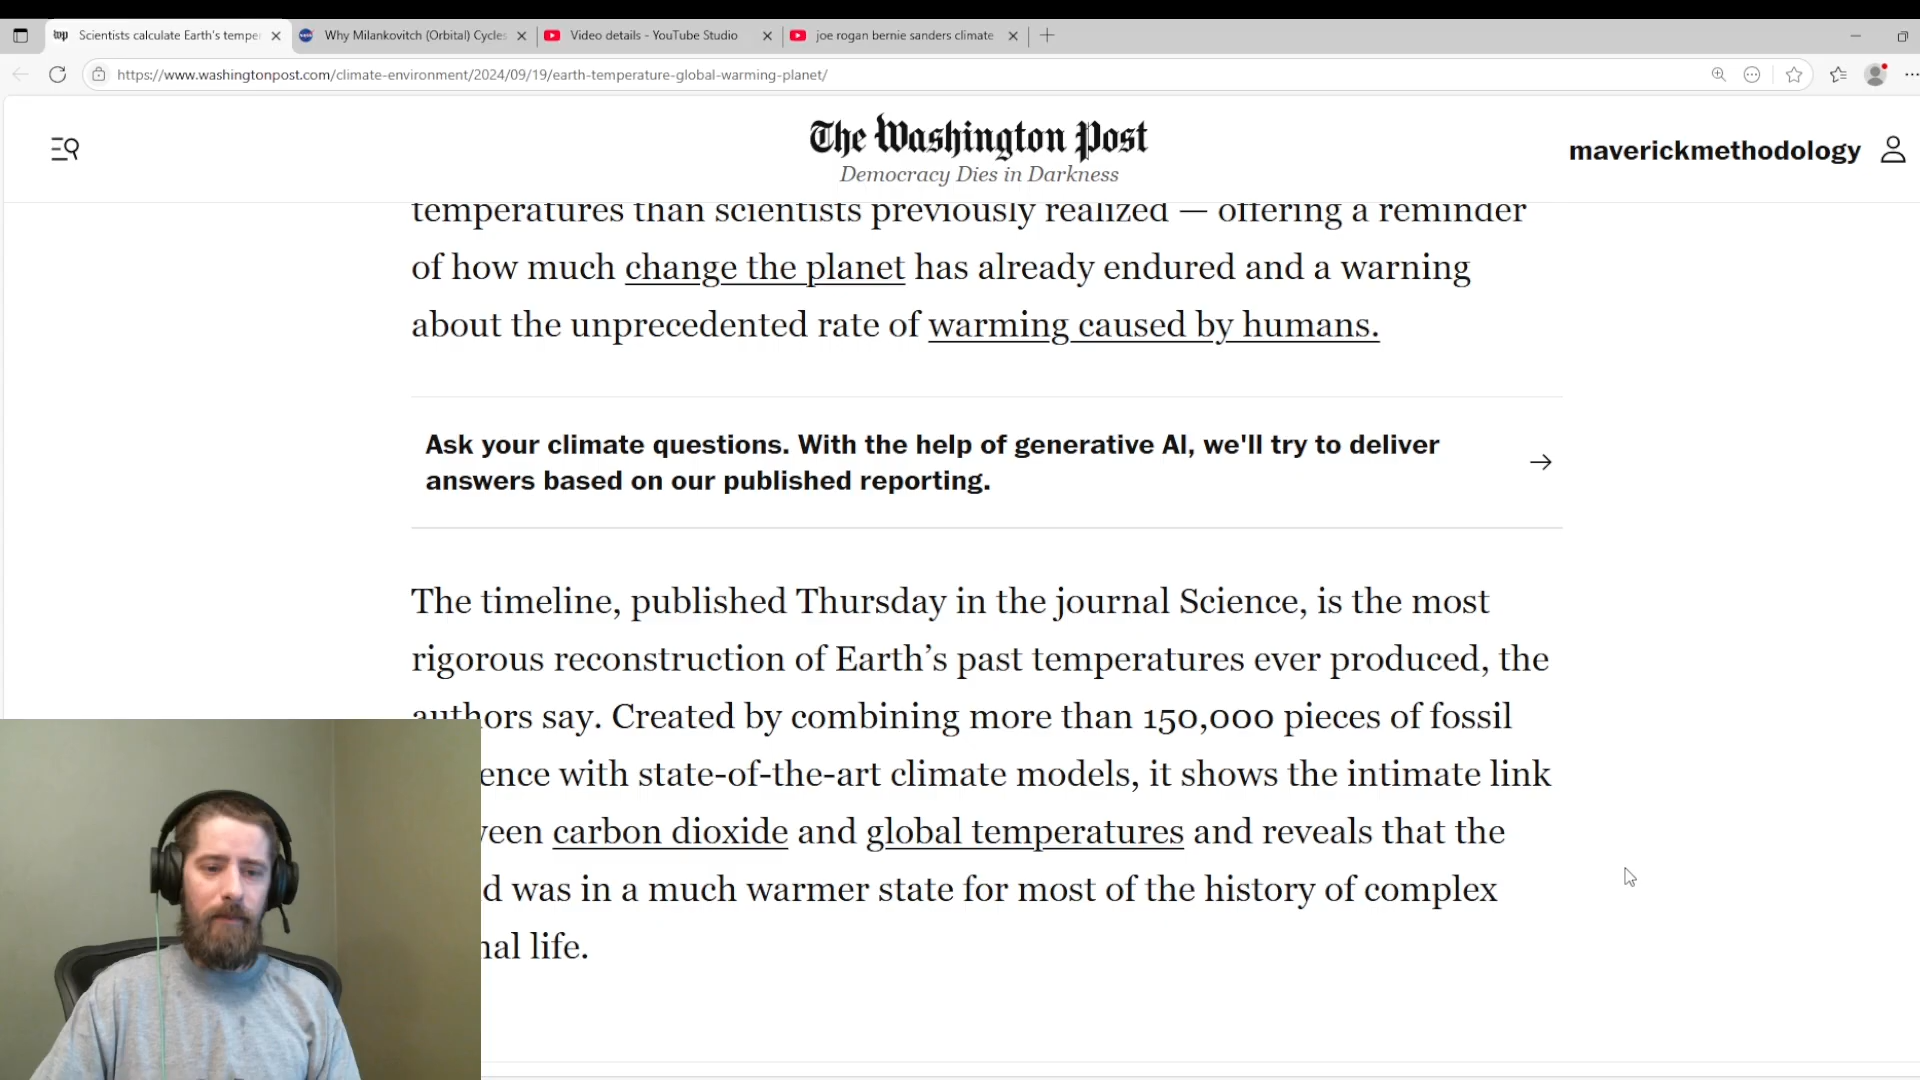 Scientists calculate Earth's tempe
Why Milankovitch (Orbital) Cycles
Video details - YouTube Studio
joe rogan bernie sanders climate
https://www.washingtonpost.com/climate-environment/2024/09/19/earth-temperature-global-warming-planet/
The Washington Post
Democracy Dies in Darkness
maverickmethodology
temperatures than scientists previously realized — offering a reminder
of how much change the planet has already endured and a warning
about the unprecedented rate of warming caused by humans.
Ask your climate questions. With the help of generative AI, we'll try to deliver
answers based on our published reporting.
The timeline, published Thursday in the journal Science, is the most
rigorous reconstruction of Earth's past temperatures ever produced, the
authors say. Created by combining more than 150,000 pieces of fossil
ence with state-of-the-art climate models, it shows the intimate link
ween carbon dioxide and global temperatures and reveals that the
d was in a much warmer state for most of the history of complex
nal life.